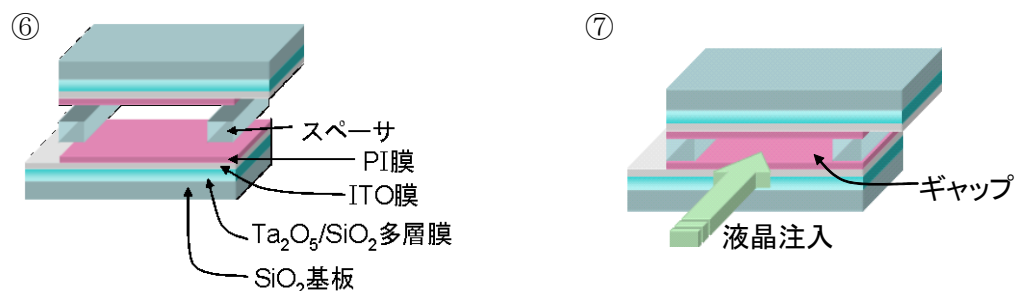 ⑥
スペーサ
PI膜
ITO膜
Ta₂O₅/SiO₂多層膜
SiO₂基板
⑦
ギャップ
液晶注入